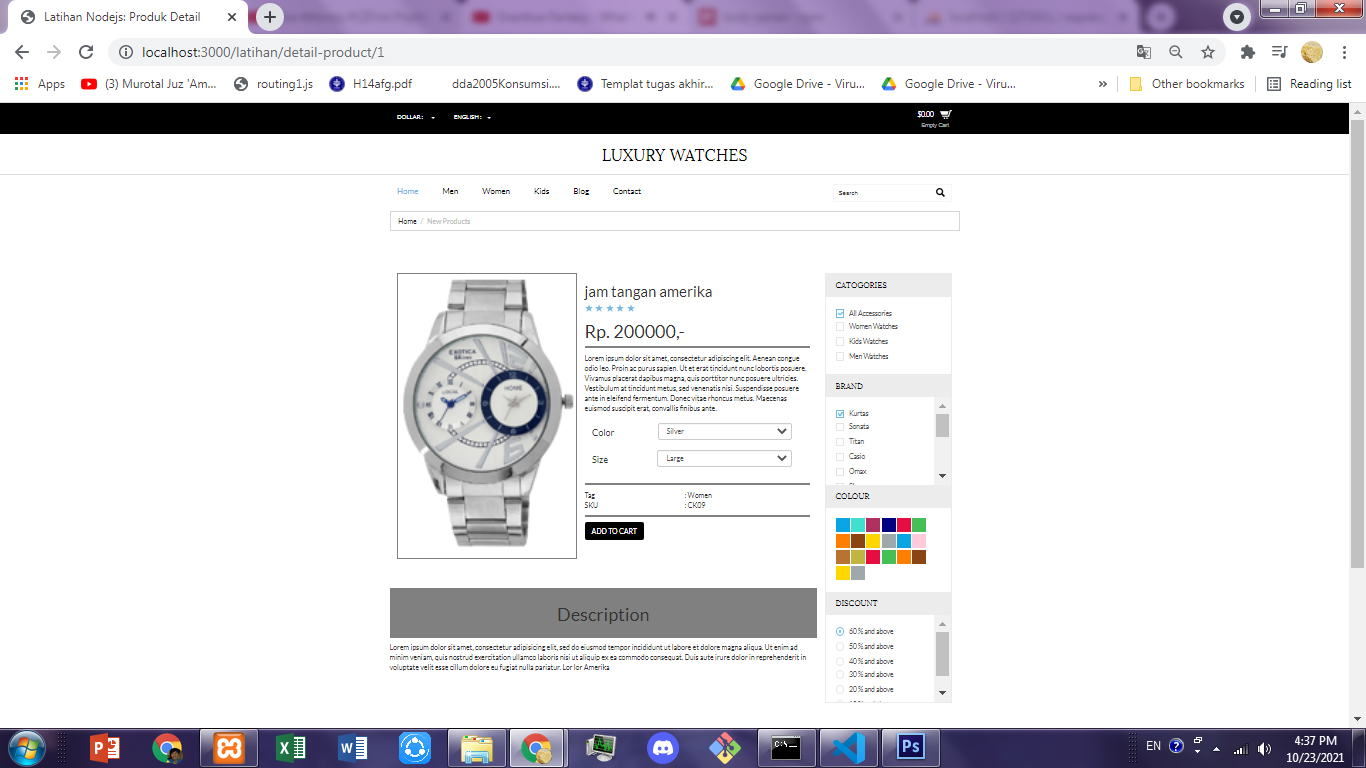 Latihan Nodejs: Produk Detail
localhost:3000/latihan/detail-product/1
Apps
(3) Murotal Juz 'Am...
routing1.js
H14afg.pdf
dda2005Konsumsi....
Templat tugas akhir...
Google Drive - Viru...
Google Drive - Viru...
»
Other bookmarks
Reading list
DOLLAR :
ENGLISH :
$0.00
Empty Cart
LUXURY WATCHES
Home
Men
Women
Kids
Blog
Contact
Search
Home / New Products
EXOTICA
LOCAL
HOME
jam tangan amerika
Rp. 200000,-
Lorem ipsum dolor sit amet, consectetur adipiscing elit. Aenean congue
odio leo. Proin ac purus sapien. Ut et erat tincidunt nunc lobortis posuere.
Vivamus placerat dapibus magna, quis porttitor nunc posuere ultricies.
Vestibulum at tincidunt metus, sed venenatis nisi. Suspendisse posuere
ante in eleifend fermentum. Donec vitae rhoncus metus. Maecenas
euismod suscipit erat, convallis finibus ante.
Color
Silver
Size
Large
Tag : Women
SKU : CK09
ADD TO CART
CATOGORIES
All Accessories
Women Watches
Kids Watches
Men Watches
BRAND
Kurtas
Sonata
Titan
Casio
Omax
COLOUR
DISCOUNT
60 % and above
50 % and above
40 % and above
30 % and above
20 % and above
Description
Lorem ipsum dolor sit amet, consectetur adipisicing elit, sed do eiusmod tempor incididunt ut labore et dolore magna aliqua. Ut enim ad
minim veniam, quis nostrud exercitation ullamco laboris nisi ut aliquip ex ea commodo consequat. Duis aute irure dolor in reprehenderit in
voluptate velit esse cillum dolore eu fugiat nulla pariatur. Lor lor Amerika
EN
4:37 PM
10/23/2021